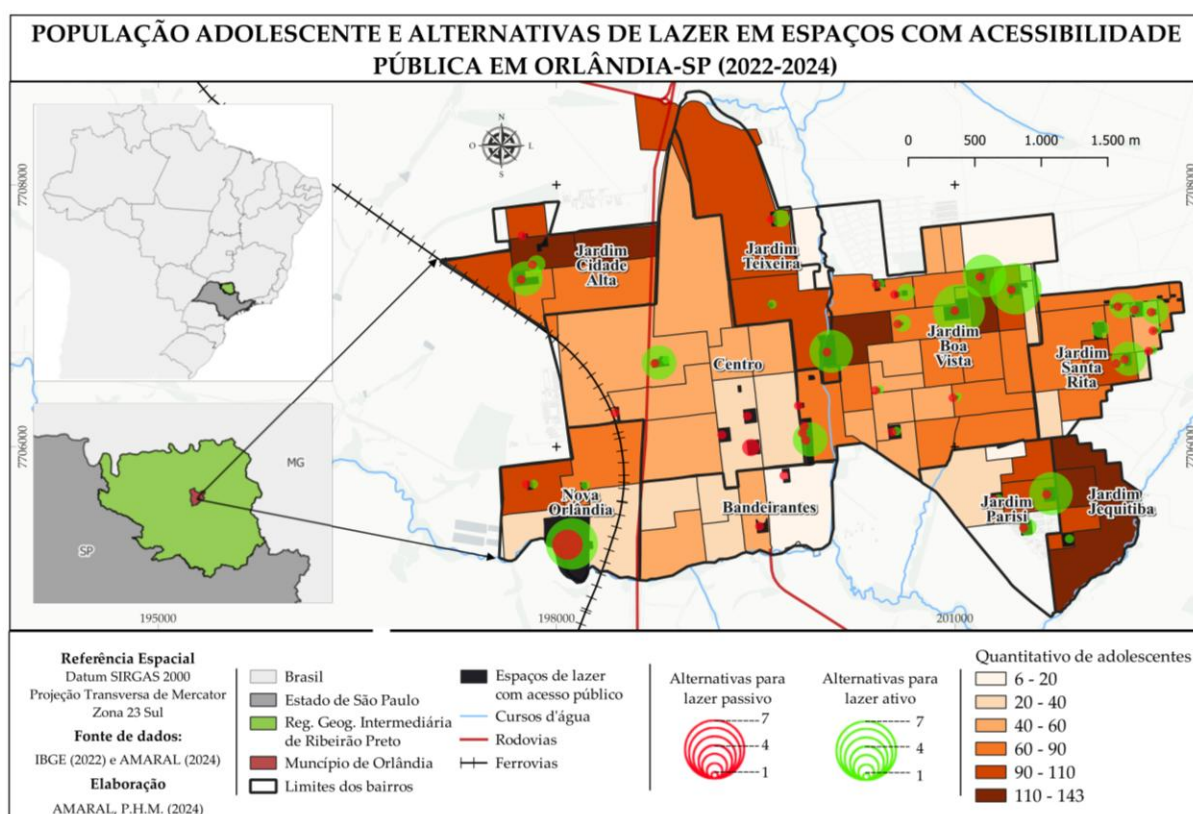 POPULAÇÃO ADOLESCENTE E ALTERNATIVAS DE LAZER EM ESPAÇOS COM ACESSIBILIDADE
PÚBLICA EM ORLÂNDIA-SP (2022-2024)
N
O
L
S
0 500 1.000 1.500 m
7708000
7708000
7706000
7706000
Jardim
Cidade
Alta
Jardim
Teixeira
Centro
Jardim
Boa
Vista
Jardim
Santa
Rita
Nova
Orlândia
Bandeirantes
Jardim
Parisi
Jardim
Jequitiba
MG
SP
195000
198000
201000
Referência Espacial
Datum SIRGAS 2000
Projeção Transversa de Mercator
Zona 23 Sul
Fonte de dados:
IBGE (2022) e AMARAL (2024)
Elaboração
AMARAL, P.H.M. (2024)
Brasil
Estado de São Paulo
Reg. Geog. Intermediária
de Ribeirão Preto
Muncípio de Orlândia
Limites dos bairros
Espaços de lazer
com acesso público
Cursos d'água
Rodovias
Ferrovias
Alternativas para
lazer passivo
7
4
1
Alternativas para
lazer ativo
7
4
1
Quantitativo de adolescentes
6 - 20
20 - 40
40 - 60
60 - 90
90 - 110
110 - 143